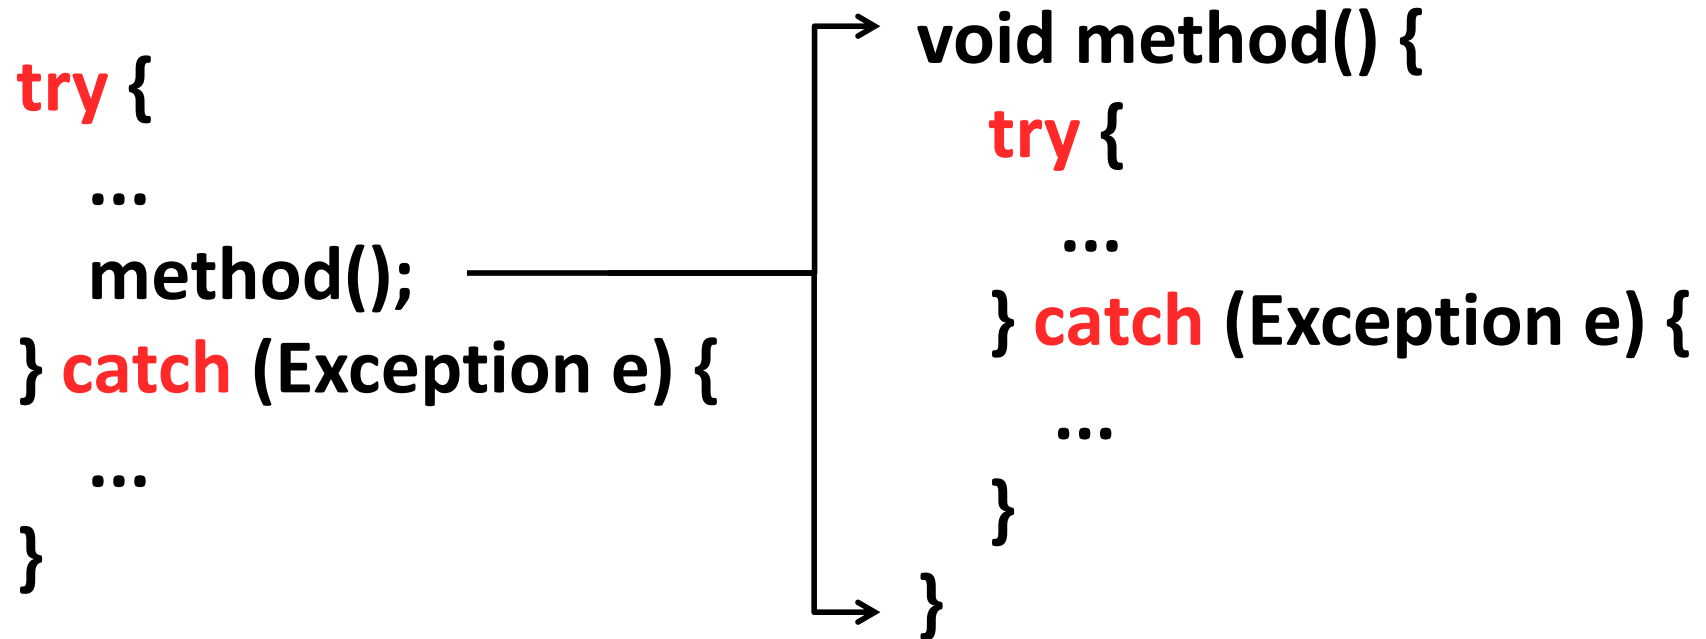 try {
...
method();
} catch (Exception e) {
...
}
void method() {
try {
...
} catch (Exception e) {
...
}
}